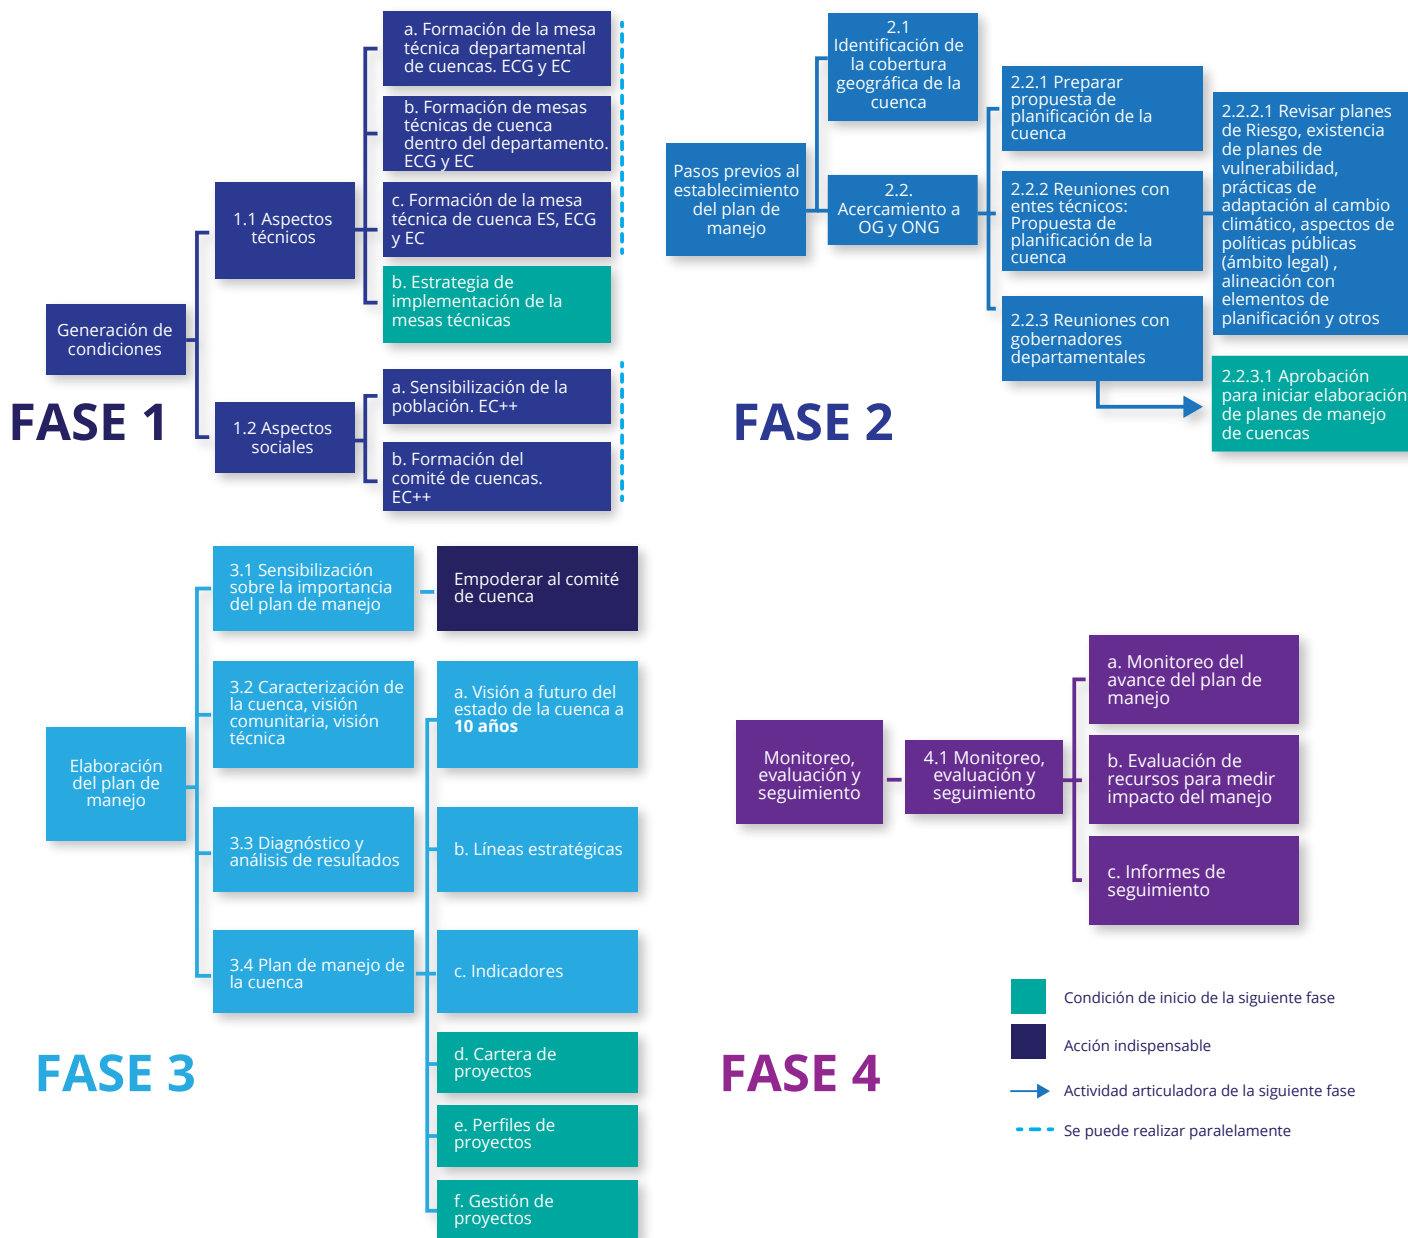 Generación de
condiciones
FASE 1
1.1 Aspectos
técnicos
a. Formación de la mesa
técnica departamental
de cuencas. ECG y EC
b. Formación de mesas
técnicas de cuenca
dentro del departamento.
ECG y EC
c. Formación de la mesa
técnica de cuenca ES, ECG
y EC
b. Estrategia de
implementación de la
mesas técnicas
1.2 Aspectos
sociales
a. Sensibilización de la
población. EC++
b. Formación del
comité de cuencas.
EC++
Pasos previos al
establecimiento
del plan de
manejo
FASE 2
2.1
Identificación de
la cobertura
geográfica de la
cuenca
2.2.
Acercamiento a
OG y ONG
2.2.1 Preparar
propuesta de
planificación de la
cuenca
2.2.2 Reuniones con
entes técnicos:
Propuesta de
planificación de la
cuenca
2.2.3 Reuniones con
gobernadores
departamentales
2.2.2.1 Revisar planes
de Riesgo, existencia
de planes de
vulnerabilidad,
prácticas de
adaptación al cambio
climático, aspectos de
políticas públicas
(ámbito legal) ,
alineación con
elementos de
planificación y otros
2.2.3.1 Aprobación
para iniciar elaboración
de planes de manejo
de cuencas
Elaboración
del plan de
manejo
FASE 3
3.1 Sensibilización
sobre la importancia
del plan de manejo
Empoderar al comité
de cuenca
3.2 Caracterización de
la cuenca, visión
comunitaria, visión
técnica
3.3 Diagnóstico y
análisis de resultados
3.4 Plan de manejo de
la cuenca
a. Visión a futuro del
estado de la cuenca a
10 años
b. Líneas estratégicas
c. Indicadores
d. Cartera de
proyectos
e. Perfiles de
proyectos
f. Gestión de
proyectos
Monitoreo,
evaluación y
seguimiento
FASE 4
4.1 Monitoreo,
evaluación y
seguimiento
a. Monitoreo del
avance del plan de
manejo
b. Evaluación de
recursos para medir
impacto del manejo
c. Informes de
seguimiento
Condición de inicio de la siguiente fase
Acción indispensable
Actividad articuladora de la siguiente fase
Se puede realizar paralelamente